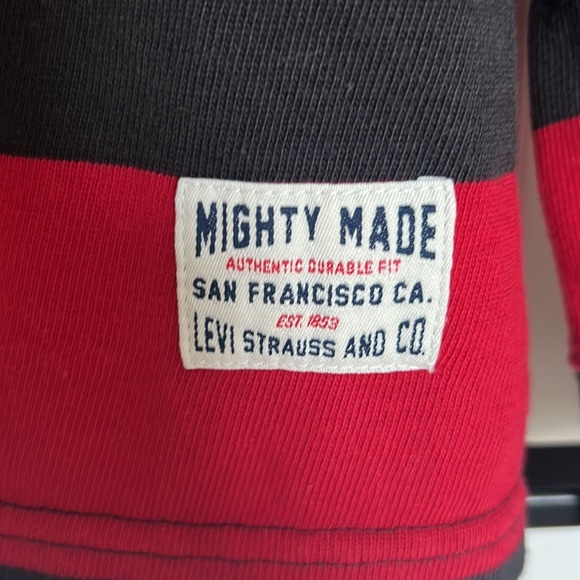 MIGHTY MADE
AUTHENTIC DURABLE FIT
SAN FRANCISCO CA.
EST. 1853
LEVI STRAUSS AND CO.